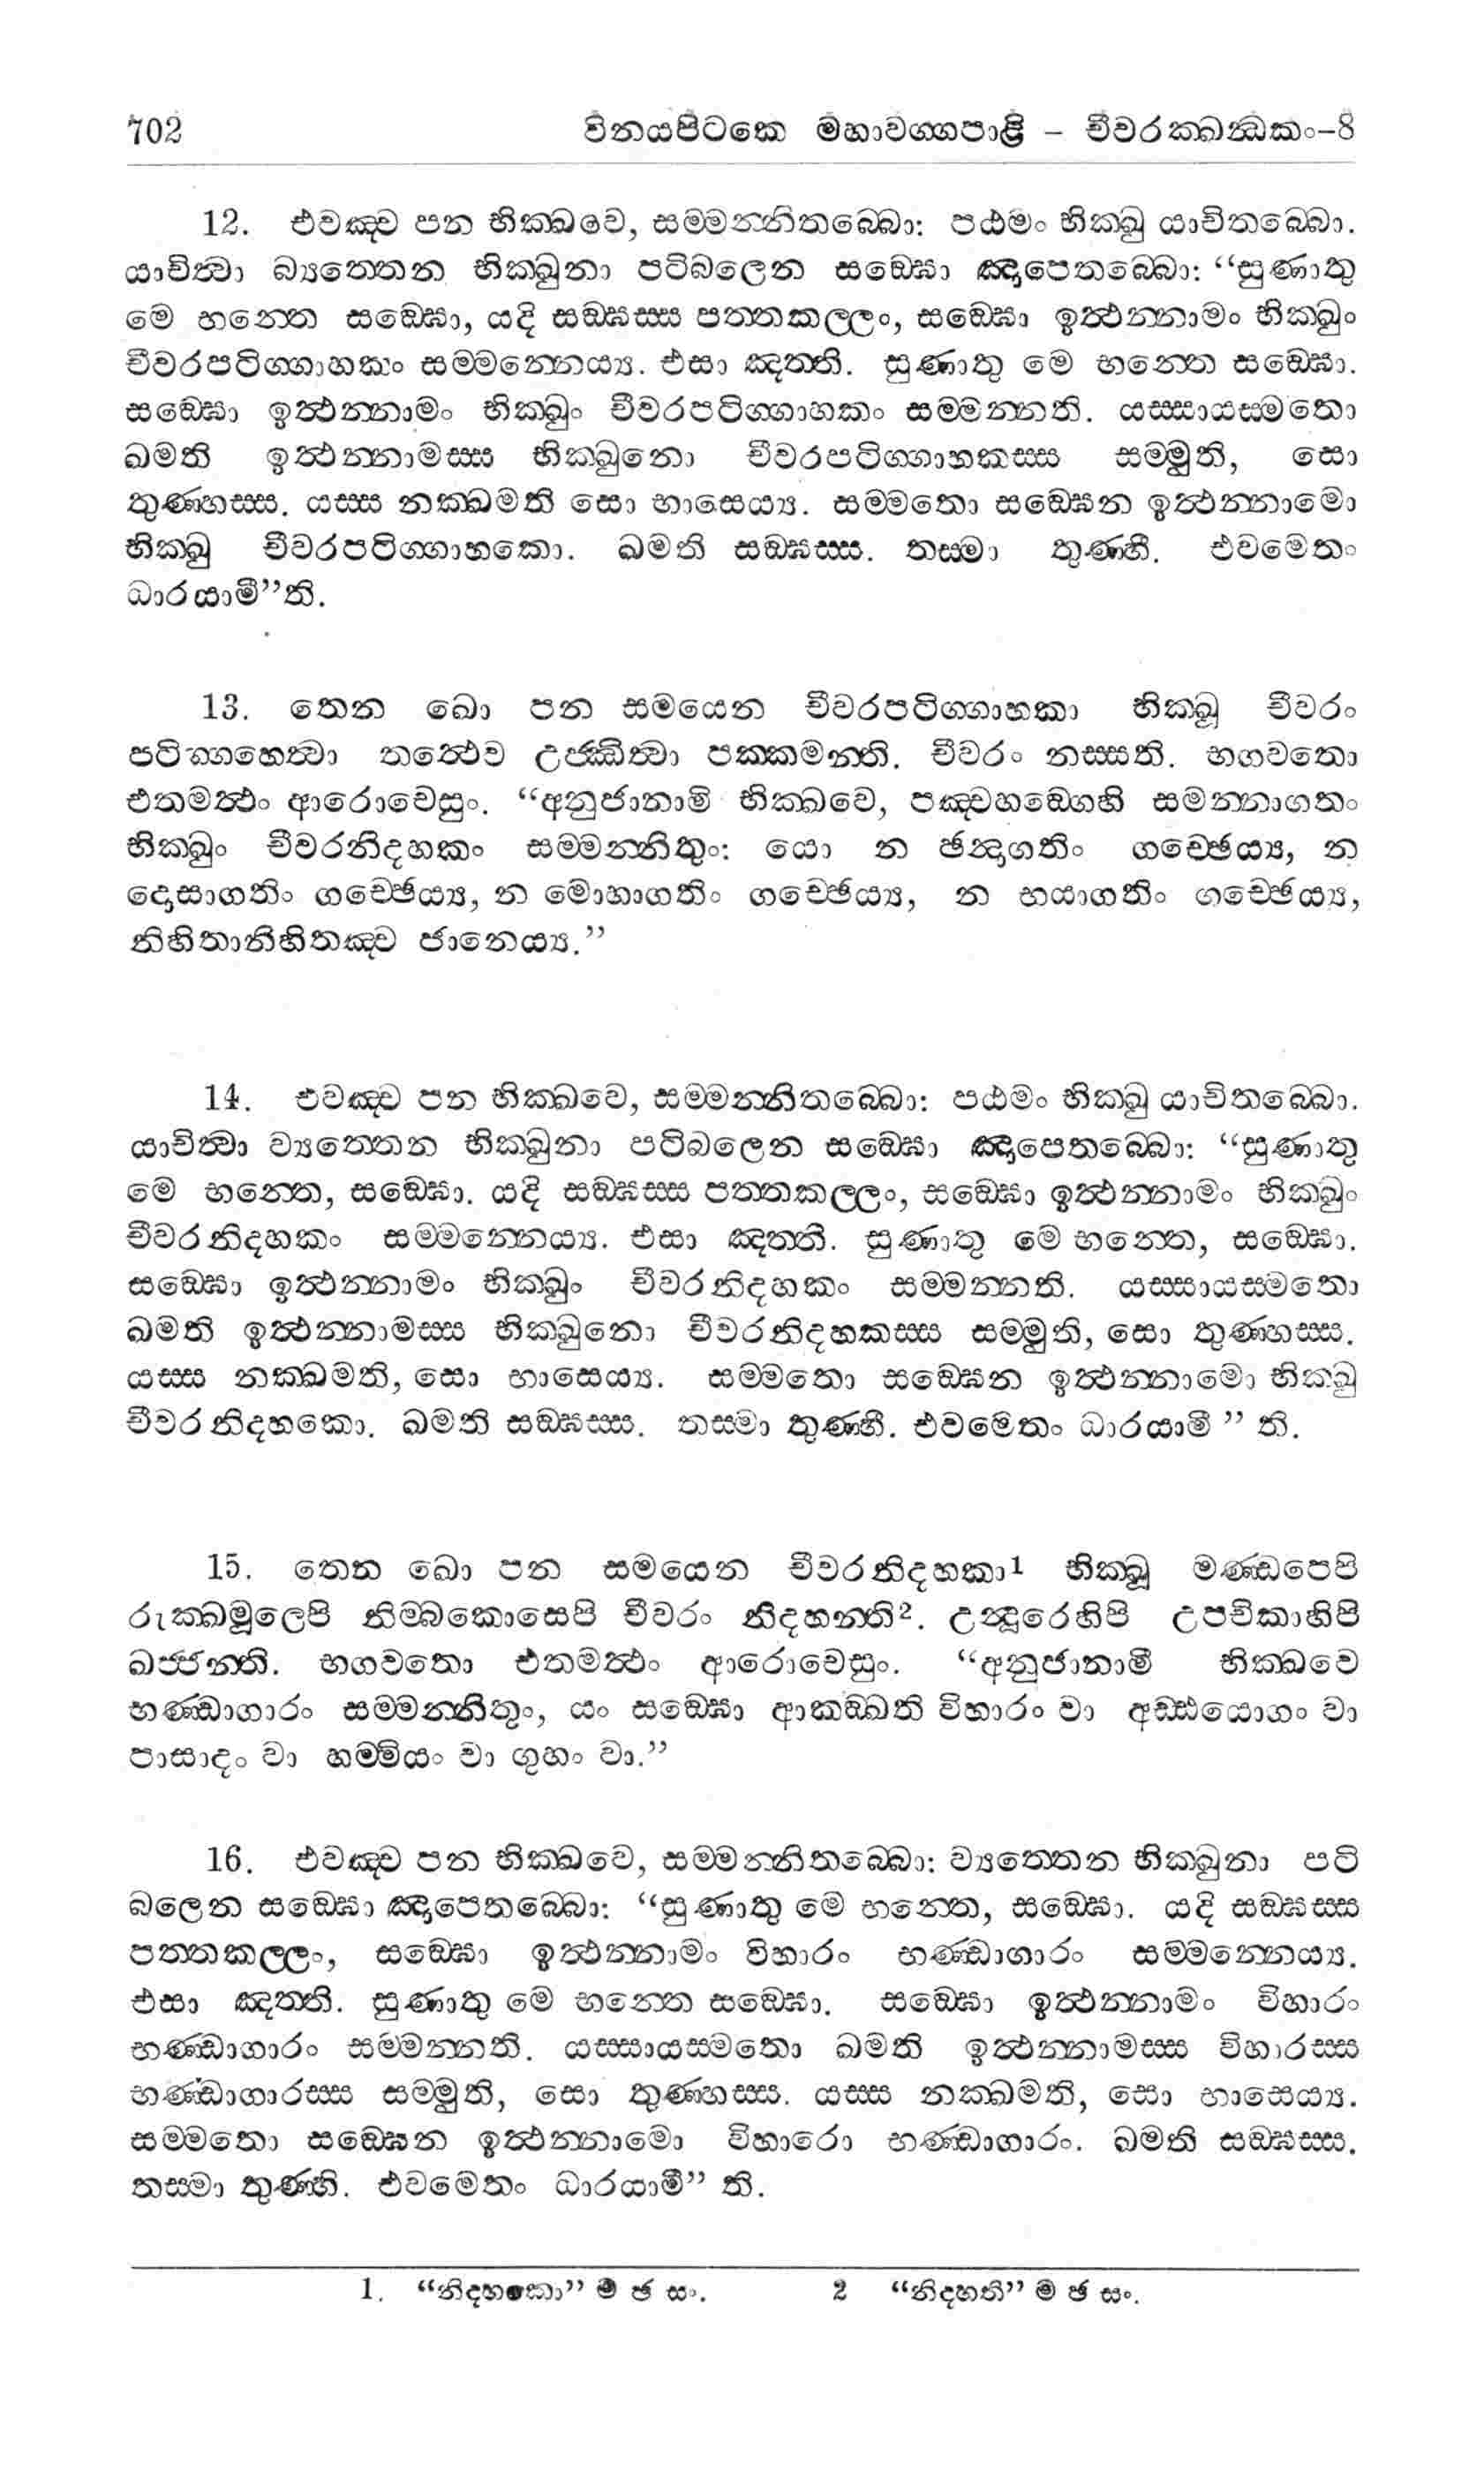 702 විනයපිටකෙ මහාවග්ගපාළි – චීවරක්ඛන්ධකං–8
12. එවඤ්ච පන භික්ඛවෙ, සම්මන්නිතබ්බො: පඨමං භික්ඛු යාචිතබ්බො.
යාචිත්වා බ්‍යත්තෙන භික්ඛුනා පටිබලෙන සඞ්ඝො ඤාපෙතබ්බො: “සුණාතු
මෙ භන්තෙ සඞ්ඝො, යදි සඞ්ඝස්ස පත්තකල්ලං, සඞ්ඝො ඉත්ථන්නාමං භික්ඛුං
චීවරපටිග්ගාහකං සම්මන්නෙය්‍ය. එසා ඤත්ති. සුණාතු මෙ භන්තෙ සඞ්ඝො.
සඞ්ඝො ඉත්ථන්නාමං භික්ඛුං චීවරපටිග්ගාහකං සම්මන්නති. යස්සායස්මතො
ඛමති ඉත්ථන්නාමස්ස භික්ඛුනො චීවරපටිග්ගාහකස්ස සම්මුති, සො
තුණ්හස්ස. යස්ස නක්ඛමති සො භාසෙය්‍ය. සම්මතො සඞ්ඝෙන ඉත්ථන්නාමො
භික්ඛු චීවරපටිග්ගාහකො. ඛමති සඞ්ඝස්ස. තස්මා තුණ්හී. එවමෙතං
ධාරයාමී”ති.
13. තෙන ඛො පන සමයෙන චීවරපටිග්ගාහකා භික්ඛූ චීවරං
පටිග්ගහෙත්වා තත්ථෙව උජ්ඣිත්වා පක්කමන්ති. චීවරං නස්සති. භගවතො
එතමත්ථං ආරොචෙසුං. “අනුජානාමි භික්ඛවෙ, පඤ්චහඞ්ගෙහි සමන්නාගතං
භික්ඛුං චීවරනිදහකං සම්මන්නිතුං: යො න ඡන්දාගතිං ගච්ඡෙය්‍ය, න
දොසාගතිං ගච්ඡෙය්‍ය, න මොහාගතිං ගච්ඡෙය්‍ය, න භයාගතිං ගච්ඡෙය්‍ය,
නිහිතානිහිතඤ්ච ජානෙය්‍ය.”
14. එවඤ්ච පන භික්ඛවෙ, සම්මන්නිතබ්බො: පඨමං භික්ඛු යාචිතබ්බො.
යාචිත්වා ව්‍යත්තෙන භික්ඛුනා පටිබලෙන සඞ්ඝො ඤාපෙතබ්බො: “සුණාතු
මෙ භන්තෙ, සඞ්ඝො. යදි සඞ්ඝස්ස පත්තකල්ලං, සඞ්ඝො ඉත්ථන්නාමං භික්ඛුං
චීවරනිදහකං සම්මන්නෙය්‍ය. එසා ඤත්ති. සුණාතු මෙ භන්තෙ, සඞ්ඝො.
සඞ්ඝො ඉත්ථන්නාමං භික්ඛුං චීවරනිදහකං සම්මන්නති. යස්සායස්මතො
ඛමති ඉත්ථන්නාමස්ස භික්ඛුනො චීවරනිදහකස්ස සම්මුති, සො තුණ්හස්ස.
යස්ස නක්ඛමති, සො භාසෙය්‍ය. සම්මතො සඞ්ඝෙන ඉත්ථන්නාමො භික්ඛු
චීවරනිදහකො. ඛමති සඞ්ඝස්ස. තස්මා තුණ්හී. එවමෙතං ධාරයාමී ” ති.
15. තෙන ඛො පන සමයෙන චීවරනිදහකා1 භික්ඛූ මණ්ඩපෙපි
රුක්ඛමූලෙපි නිම්බකොසෙපි චීවරං නිදහන්ති2. උන්දූරෙහිපි උපචිකාහිපි
ඛජ්ජන්ති. භගවතො එතමත්ථං ආරොචෙසුං. “අනුජානාමි භික්ඛවෙ
භණ්ඩාගාරං සම්මන්නිතුං, යං සඞ්ඝො ආකඞ්ඛති විහාරං වා අඩ්ඪයොගං වා
පාසාදං වා හම්මියං වා ගුහං වා.”
16. එවඤ්ච පන භික්ඛවෙ, සම්මන්නිතබ්බො: ව්‍යත්තෙන භික්ඛුනා පටි
බලෙන සඞ්ඝො ඤාපෙතබ්බො: “සුණාතු මෙ භන්තෙ, සඞ්ඝො. යදි සඞ්ඝස්ස
පත්තකල්ලං, සඞ්ඝො ඉත්ථන්නාමං විහාරං භණ්ඩාගාරං සම්මන්නෙය්‍ය.
එසා ඤත්ති. සුණාතු මෙ භන්තෙ සඞ්ඝො. සඞ්ඝො ඉත්ථන්නාමං විහාරං
භණ්ඩාගාරං සම්මන්නති. යස්සායස්මතො ඛමති ඉත්ථන්නාමස්ස විහාරස්ස
භණ්ඩාගාරස්ස සම්මුති, සො තුණ්හස්ස. යස්ස නක්ඛමති, සො භාසෙය්‍ය.
සම්මතො සඞ්ඝෙන ඉත්ථන්නාමො විහාරො භණ්ඩාගාරං. ඛමති සඞ්ඝස්ස.
තස්මා තුණ්හි. එවමෙතං ධාරයාමී” ති.
1. “නිදහකො” ම ඡ සං. 2 “නිදහති” ම ඡ සං.